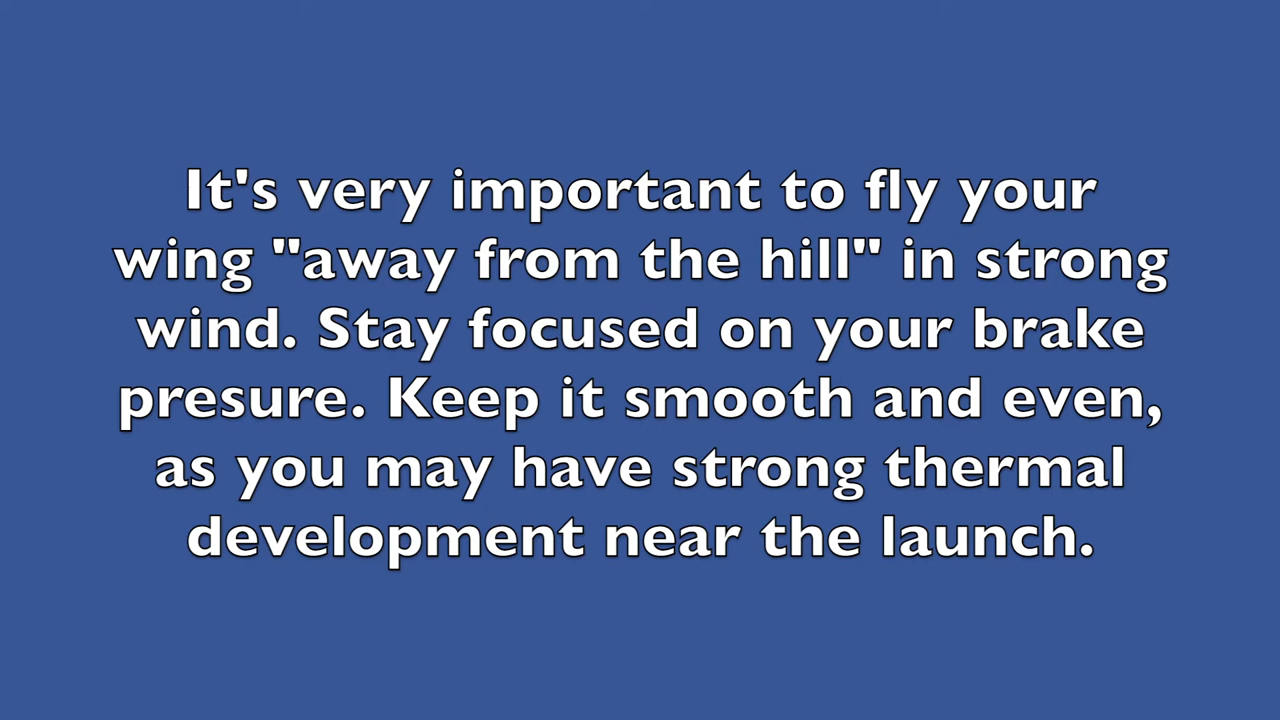 It's very important to fly your
wing "away from the hill" in strong
wind. Stay focused on your brake
presure. Keep it smooth and even,
as you may have strong thermal
development near the launch.